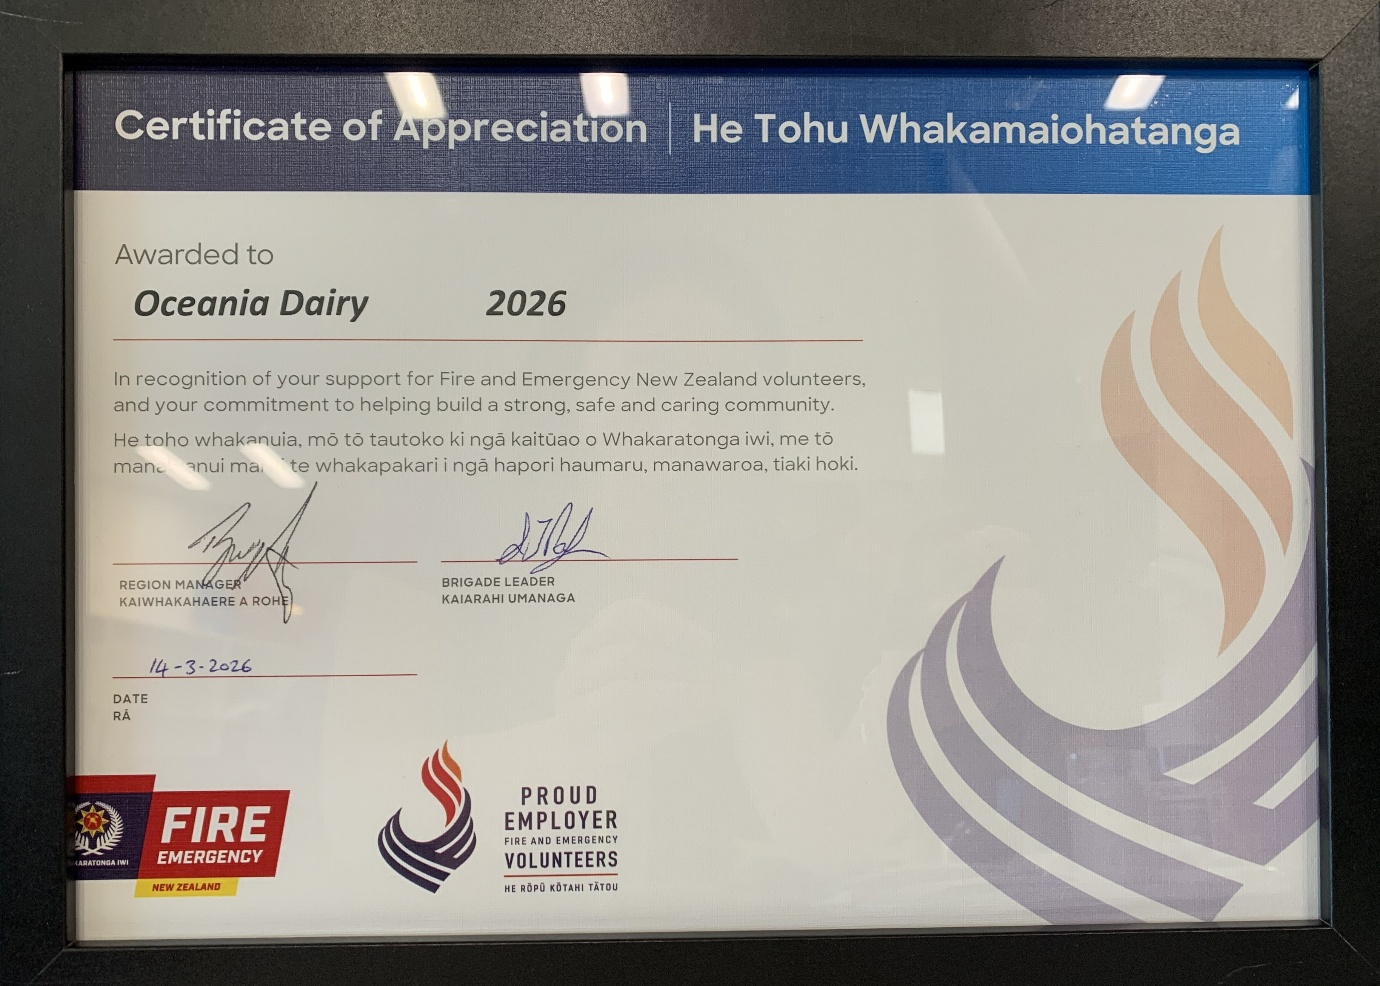 Certificate of Appreciation | He Tohu Whakamaiohatanga
Awarded to
Oceania Dairy 2026
In recognition of your support for Fire and Emergency New Zealand volunteers,
and your commitment to helping build a strong, safe and caring community.
He toho whakanuia, mō tō tautoko ki ngā kaitūao o Whakaratonga iwi, me tō
te whakapakari i ngā hapori haumaru, manawaroa, tiaki hoki.
REGION MANAGER
KAIWHAKAHAERE A ROHE
BRIGADE LEADER
KAIARAHI UMANAGA
14-3-2026
DATE
RĀ
KARATONGA IWI
FIRE
EMERGENCY
NEW ZEALAND
PROUD
EMPLOYER
FIRE AND EMERGENCY
VOLUNTEERS
HE RŌPŪ KŌTAHI TĀTOU